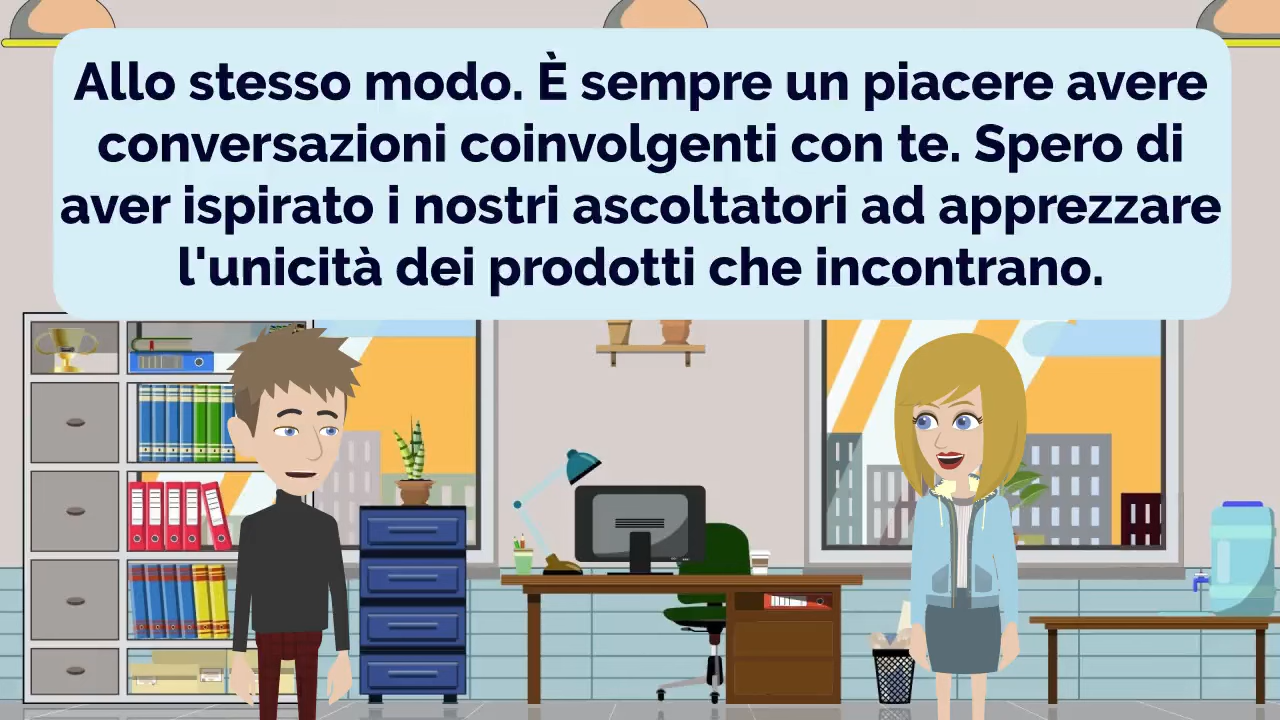 Allo stesso modo. È sempre un piacere avere
conversazioni coinvolgenti con te. Spero di
aver ispirato i nostri ascoltatori ad apprezzare
l'unicità dei prodotti che incontrano.